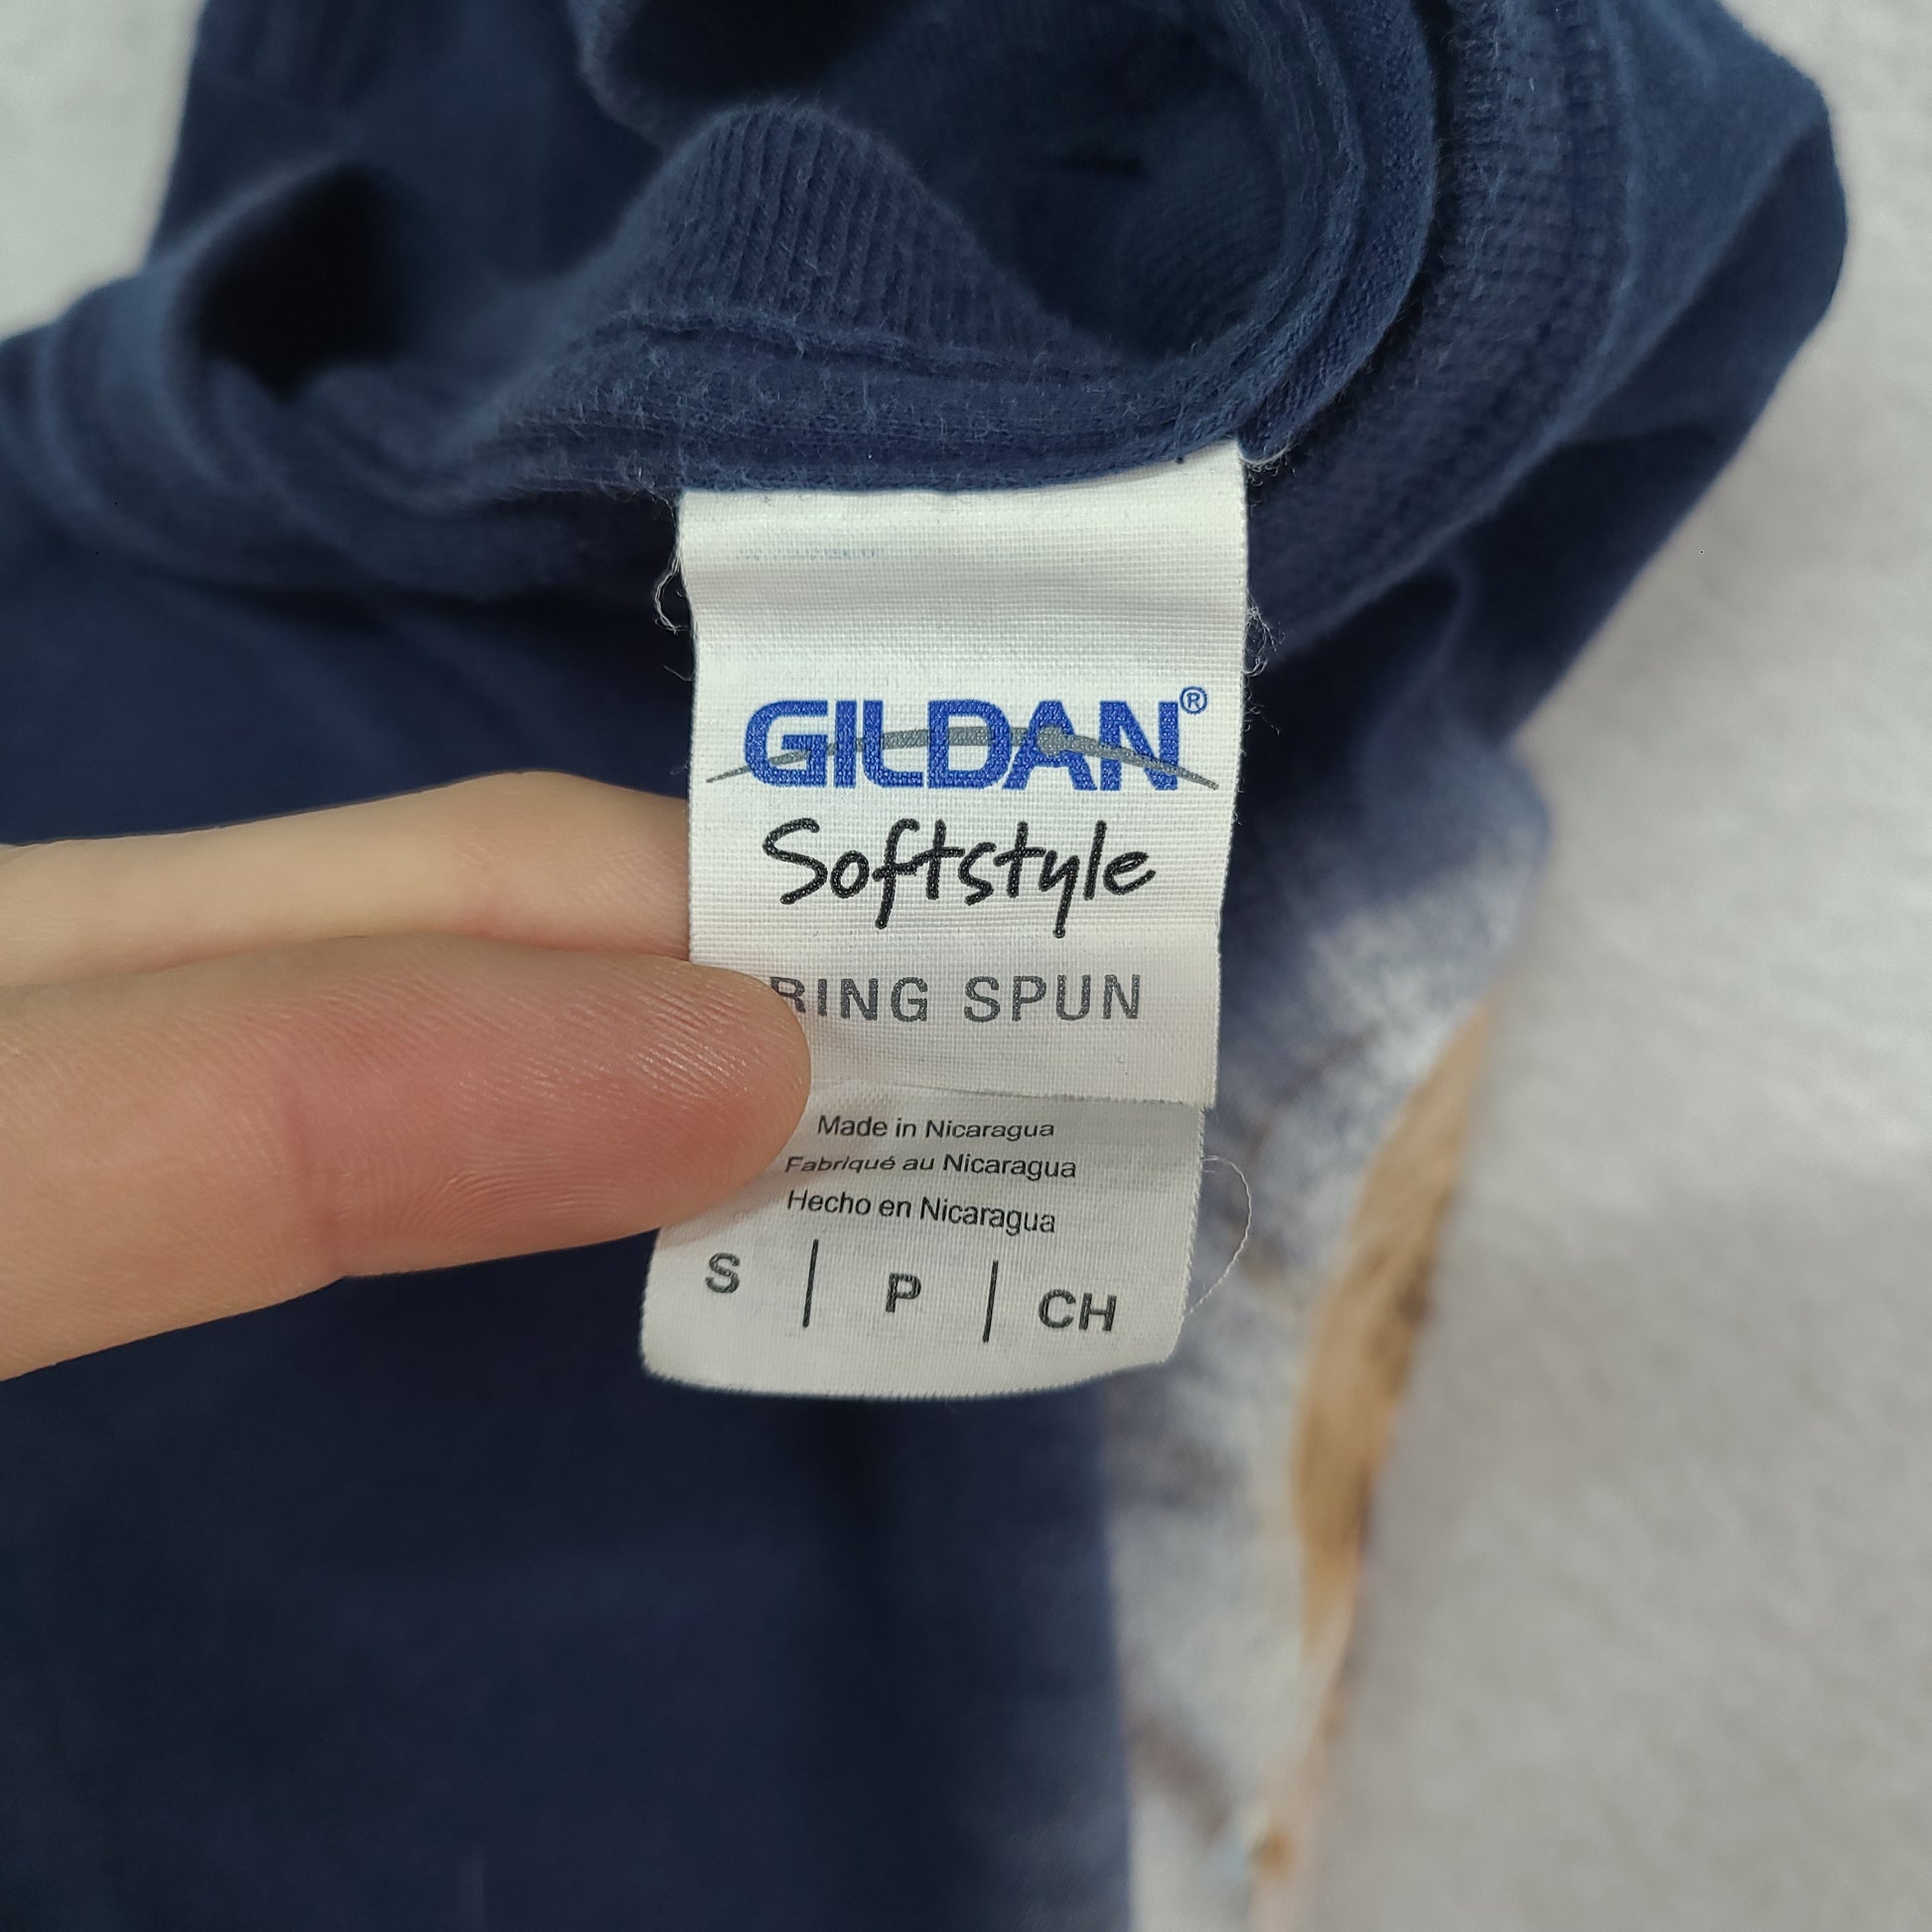 GILDAN®
Softstyle
RING SPUN
Made in Nicaragua
Fabriqué au Nicaragua
Hecho en Nicaragua
S | P | CH